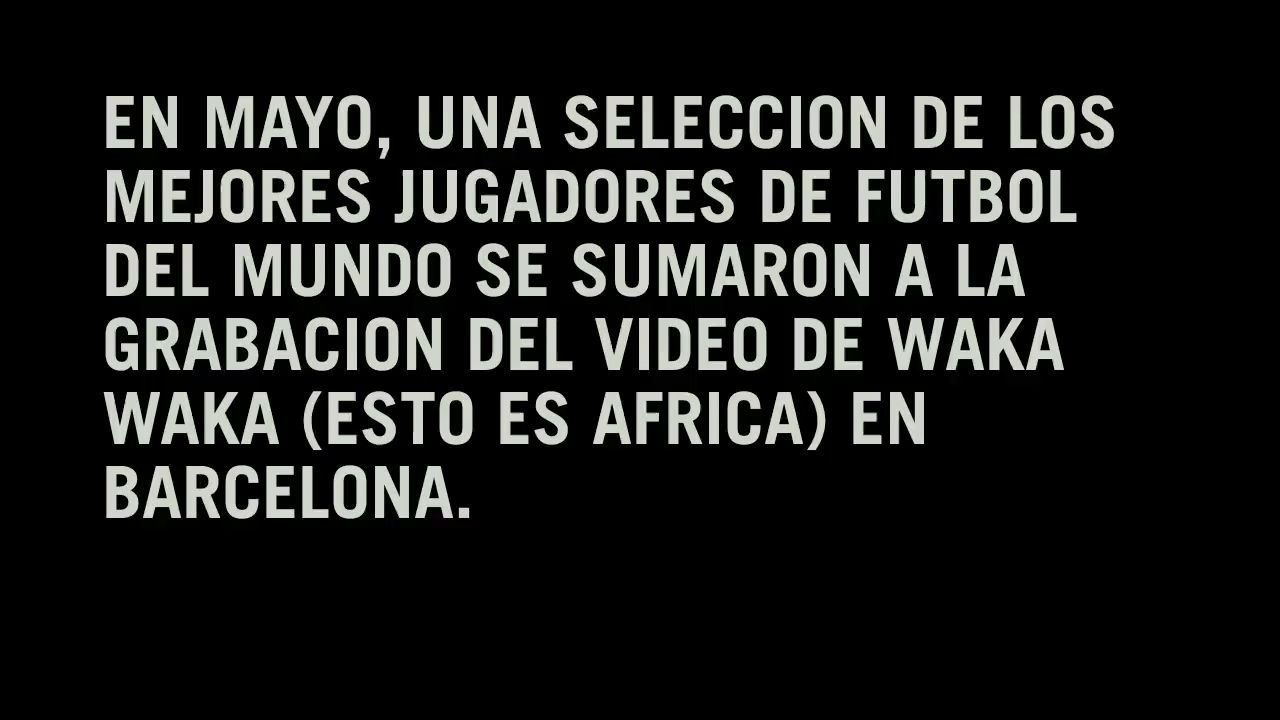 EN MAYO, UNA SELECCION DE LOS
MEJORES JUGADORES DE FUTBOL
DEL MUNDO SE SUMARON A LA
GRABACION DEL VIDEO DE WAKA
WAKA (ESTO ES AFRICA) EN
BARCELONA.